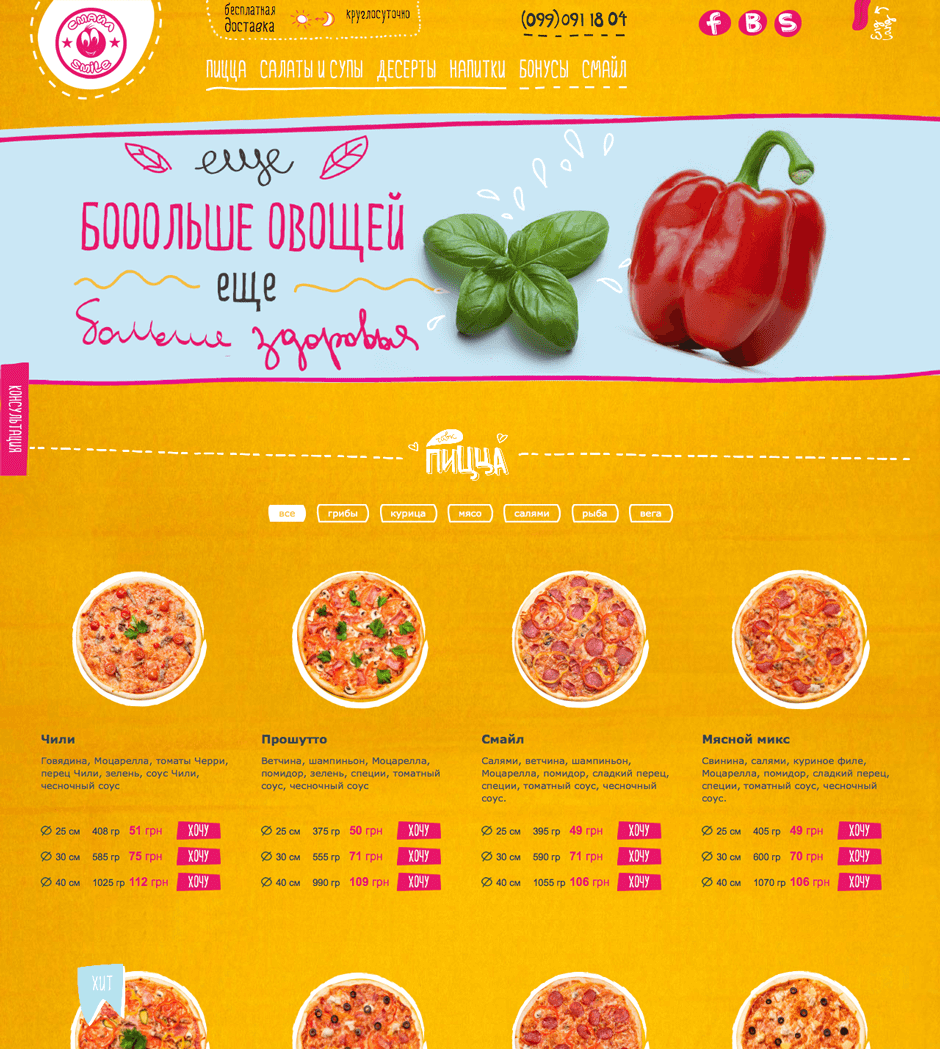 СМАЙЛ
SMiLE
бесплатная
доставка
круглосуточно
(099) 091 18 04
f B S
Eng
Lang
ПИЦЦА САЛАТЫ И СУПЫ ДЕСЕРТЫ НАПИТКИ БОНУСЫ СМАЙЛ
еще
БОООЛЬШЕ ОВОЩЕЙ
еще
больше здоровья
КОНСУЛЬТАЦИЯ
ПИЦЦА
все грибы курица мясо салями рыба вега
Чили
Говядина, Моцарелла, томаты Черри,
перец Чили, зелень, соус Чили,
чесночный соус
25 см 408 гр 51 грн ХОЧУ
30 см 585 гр 75 грн ХОЧУ
40 см 1025 гр 112 грн ХОЧУ
Прошутто
Ветчина, шампиньон, Моцарелла,
помидор, зелень, специи, томатный
соус, чесночный соус
25 см 375 гр 50 грн ХОЧУ
30 см 555 гр 71 грн ХОЧУ
40 см 990 гр 109 грн ХОЧУ
Смайл
Салями, ветчина, шампиньон,
Моцарелла, помидор, сладкий перец,
специи, томатный соус, чесночный
соус.
25 см 395 гр 49 грн ХОЧУ
30 см 590 гр 71 грн ХОЧУ
40 см 1055 гр 106 грн ХОЧУ
Мясной микс
Свинина, салями, куриное филе,
Моцарелла, помидор, сладкий перец,
специи, томатный соус, чесночный
соус.
25 см 405 гр 49 грн ХОЧУ
30 см 600 гр 70 грн ХОЧУ
40 см 1070 гр 106 грн ХОЧУ
ХИТ